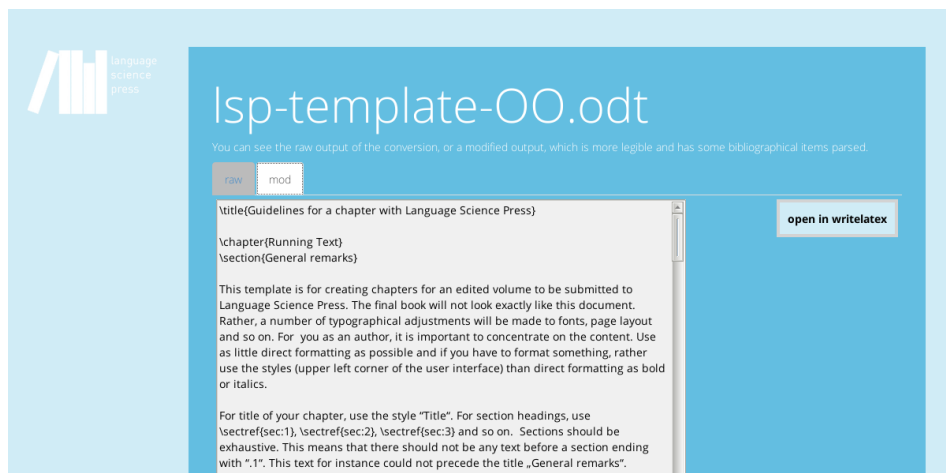 language
science
press
lsp-template-OO.odt
You can see the raw output of the conversion, or a modified output, which is more legible and has some bibliographical items parsed.
raw
mod
open in writelatex
\title{Guidelines for a chapter with Language Science Press}
\chapter{Running Text}
\section{General remarks}
This template is for creating chapters for an edited volume to be submitted to
Language Science Press. The final book will not look exactly like this document.
Rather, a number of typographical adjustments will be made to fonts, page layout
and so on. For  you as an author, it is important to concentrate on the content. Use
as little direct formatting as possible and if you have to format something, rather
use the styles (upper left corner of the user interface) than direct formatting as bold
or italics.
For title of your chapter, use the style “Title”. For section headings, use
\sectref{sec:1}, \sectref{sec:2}, \sectref{sec:3} and so on.  Sections should be
exhaustive. This means that there should not be any text before a section ending
with “.1“. This text for instance could not precede the title „General remarks“.